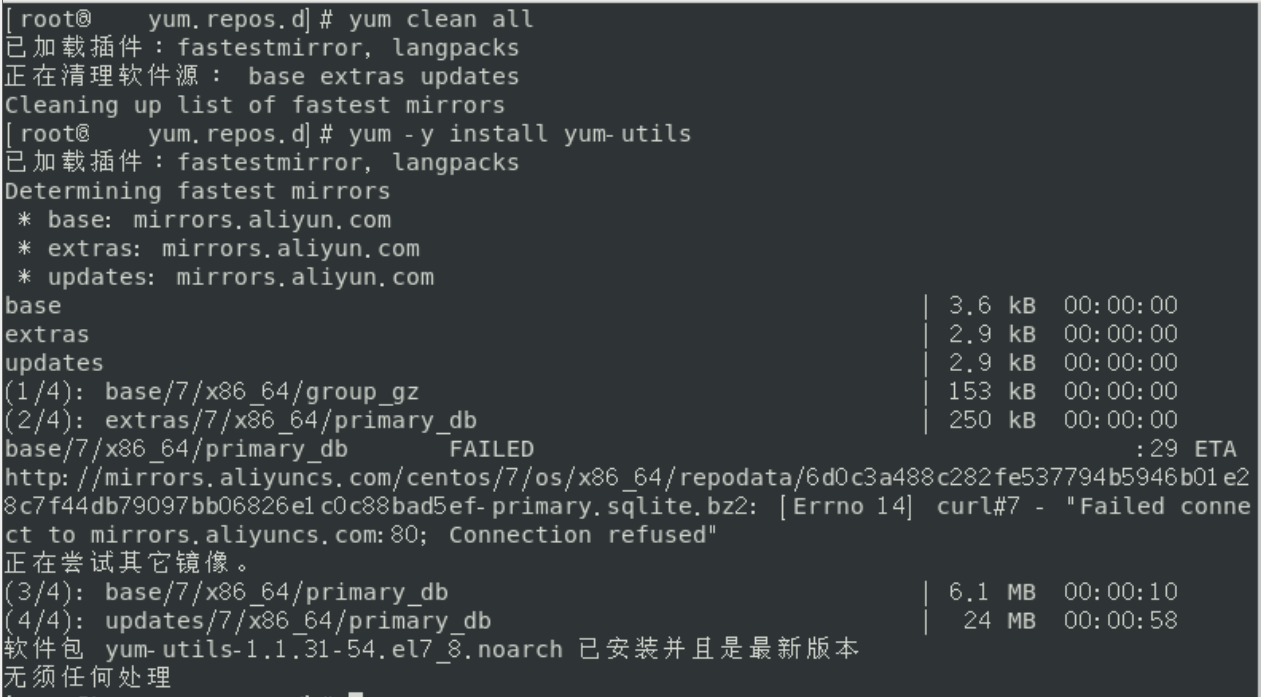 [root@ yum.repos.d]# yum clean all
已加载插件：fastestmirror, langpacks
正在清理软件源： base extras updates
Cleaning up list of fastest mirrors
[root@ yum.repos.d]# yum -y install yum-utils
已加载插件：fastestmirror, langpacks
Determining fastest mirrors
* base: mirrors.aliyun.com
* extras: mirrors.aliyun.com
* updates: mirrors.aliyun.com
base | 3.6 kB 00:00:00
extras | 2.9 kB 00:00:00
updates | 2.9 kB 00:00:00
(1/4): base/7/x86_64/group_gz | 153 kB 00:00:00
(2/4): extras/7/x86_64/primary_db | 250 kB 00:00:00
base/7/x86_64/primary_db FAILED :29 ETA
http://mirrors.aliyuncs.com/centos/7/os/x86_64/repodata/6d0c3a488c282fe537794b5946b01e2
8c7f44db79097bb06826e1c0c88bad5ef-primary.sqlite.bz2: [Errno 14] curl#7 - "Failed conne
ct to mirrors.aliyuncs.com:80; Connection refused"
正在尝试其它镜像。
(3/4): base/7/x86_64/primary_db | 6.1 MB 00:00:10
(4/4): updates/7/x86_64/primary_db | 24 MB 00:00:58
软件包 yum-utils-1.1.31-54.el7_8.noarch 已安装并且是最新版本
无须任何处理